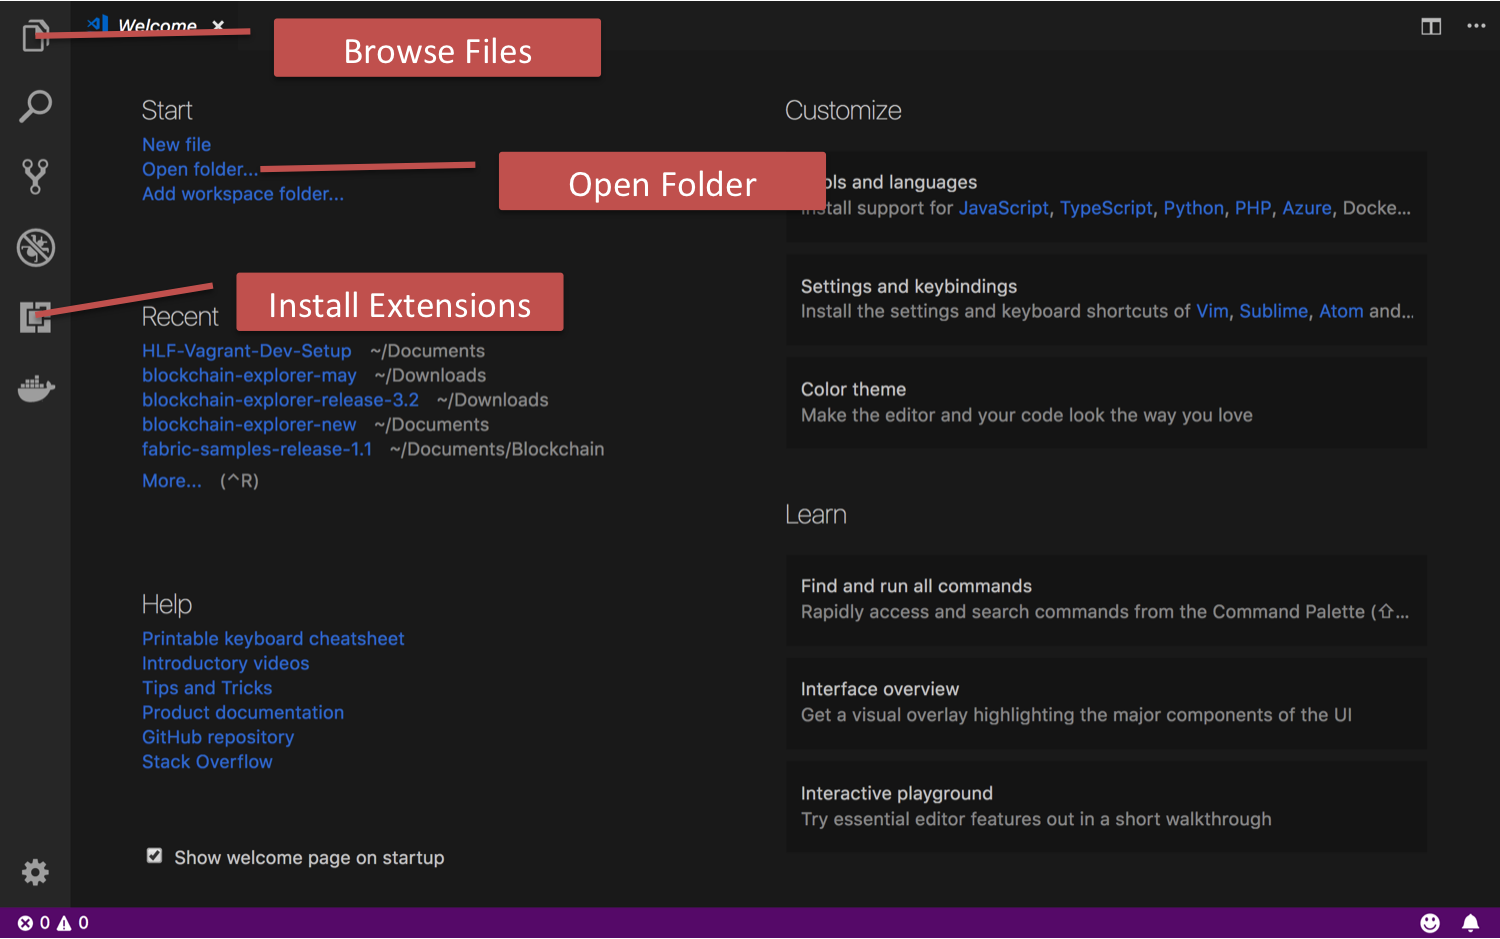 Welcome
Browse Files
Start
New file
Open folder...
Add workspace folder...
Open Folder
Install Extensions
Recent
HLF-Vagrant-Dev-Setup ~/Documents
blockchain-explorer-may ~/Downloads
blockchain-explorer-release-3.2 ~/Downloads
blockchain-explorer-new ~/Documents
fabric-samples-release-1.1 ~/Documents/Blockchain
More... (^R)
Help
Printable keyboard cheatsheet
Introductory videos
Tips and Tricks
Product documentation
GitHub repository
Stack Overflow
Show welcome page on startup
Customize
ols and languages
install support for JavaScript, TypeScript, Python, PHP, Azure, Docke...
Settings and keybindings
Install the settings and keyboard shortcuts of Vim, Sublime, Atom and...
Color theme
Make the editor and your code look the way you love
Learn
Find and run all commands
Rapidly access and search commands from the Command Palette (⇧...
Interface overview
Get a visual overlay highlighting the major components of the UI
Interactive playground
Try essential editor features out in a short walkthrough
0 0